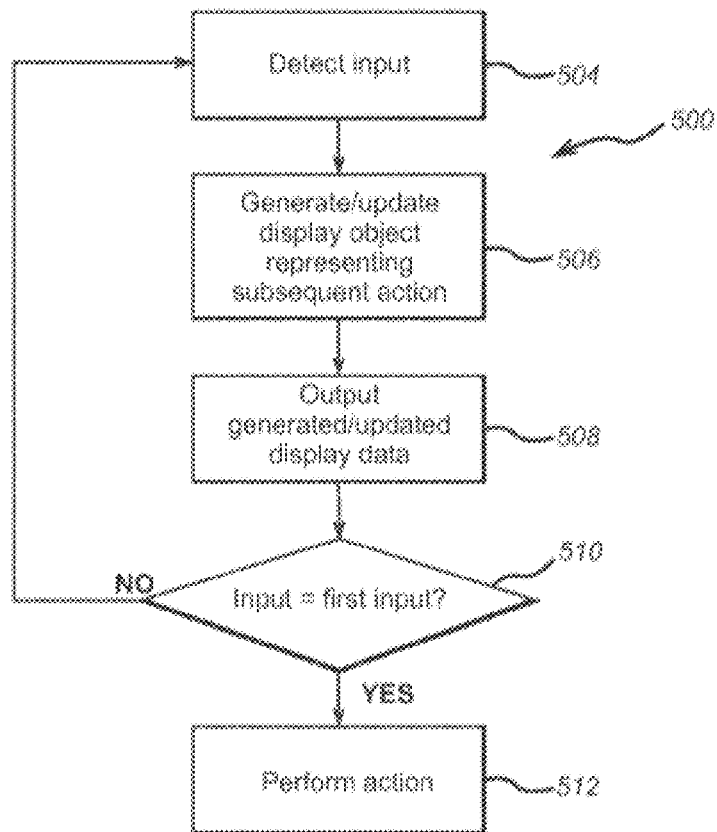 Detect input
504
500
Generate/update
display object
representing
subsequent action
506
Output
generated/updated
display data
508
510
NO
Input = first input?
YES
Perform action
512